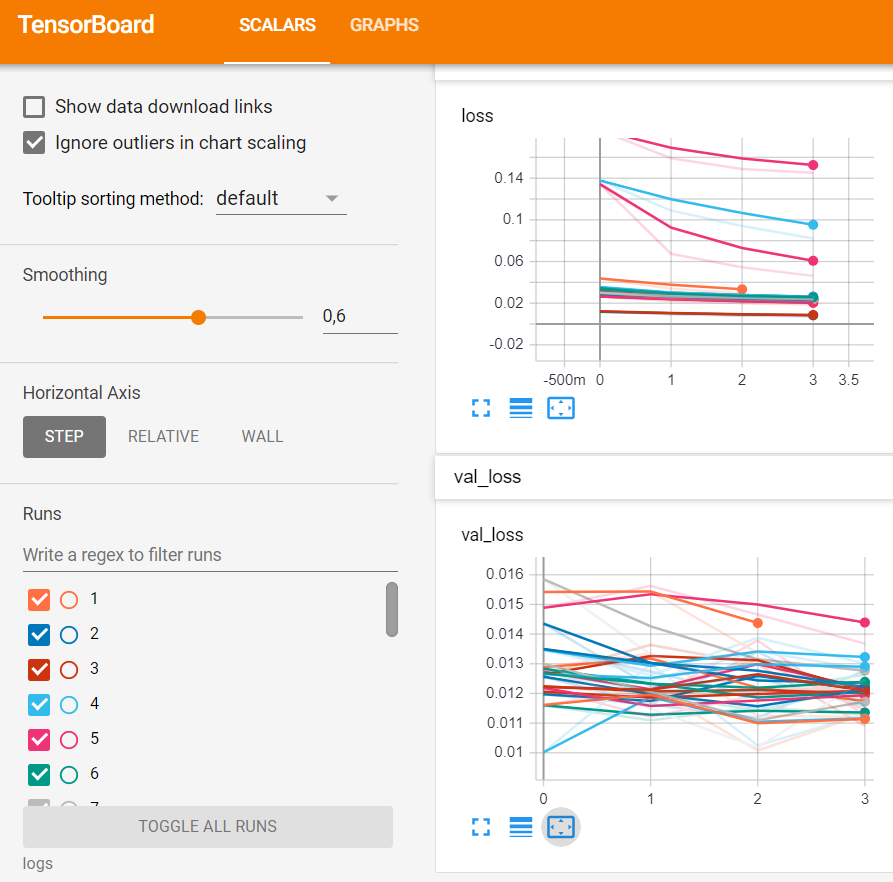 TensorBoard
SCALARS GRAPHS
Show data download links
Ignore outliers in chart scaling
Tooltip sorting method: default
Smoothing
0,6
Horizontal Axis
STEP RELATIVE WALL
Runs
Write a regex to filter runs
1
2
3
4
5
6
TOGGLE ALL RUNS
logs
loss
0.14
0.1
0.06
0.02
-0.02
-500m 0 1 2 3 3.5
val_loss
val_loss
0.016
0.015
0.014
0.013
0.012
0.011
0.01
0 1 2 3